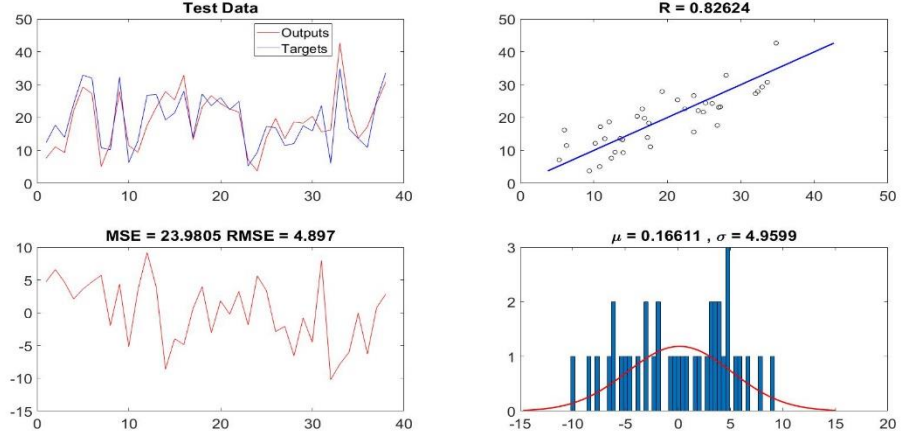 Test Data
50
40
30
20
10
0
0 10 20 30 40
Outputs
Targets
R = 0.82624
50
40
30
20
10
0
0 10 20 30 40 50
MSE = 23.9805 RMSE = 4.897
10
5
0
-5
-10
-15
0 10 20 30 40
μ = 0.16611 , σ = 4.9599
3
2
1
0
-15 -10 -5 0 5 10 15 20